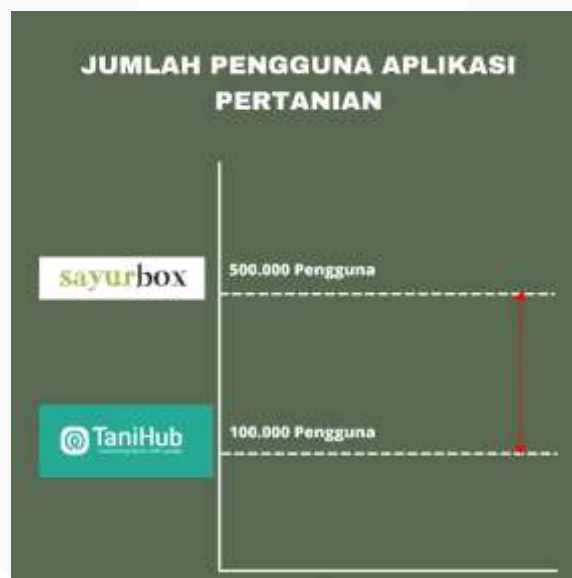 JUMLAH PENGGUNA APLIKASI
PERTANIAN
sayurbox
500.000 Pengguna
TaniHub
100.000 Pengguna